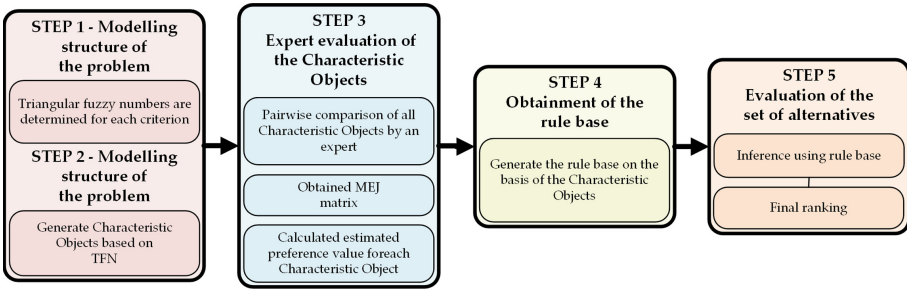 STEP 1 - Modelling
structure of
the problem
Triangular fuzzy numbers are
determined for each criterion
STEP 2 - Modelling
structure of
the problem
Generate Characteristic
Objects based on
TFN
STEP 3
Expert evaluation of
the Characteristic
Objects
Pairwise comparison of all
Characteristic Objects by an
expert
Obtained MEJ
matrix
Calculated estimated
preference value foreach
Characteristic Object
STEP 4
Obtainment of the
rule base
Generate the rule base on the
basis of the Characteristic
Objects
STEP 5
Evaluation of the
set of alternatives
Inference using rule base
Final ranking